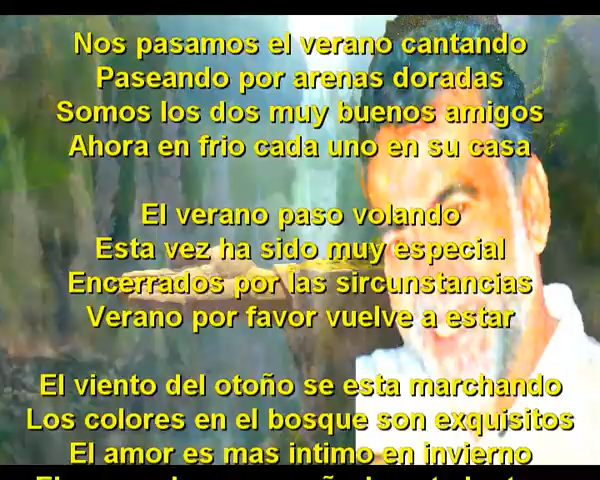 Nos pasamos el verano cantando
Paseando por arenas doradas
Somos los dos muy buenos amigos
Ahora en frio cada uno en su casa
El verano paso volando
Esta vez ha sido muy especial
Encerrados por las sircunstancias
Verano por favor vuelve a estar
El viento del otoño se esta marchando
Los colores en el bosque son exquisitos
El amor es mas intimo en invierno